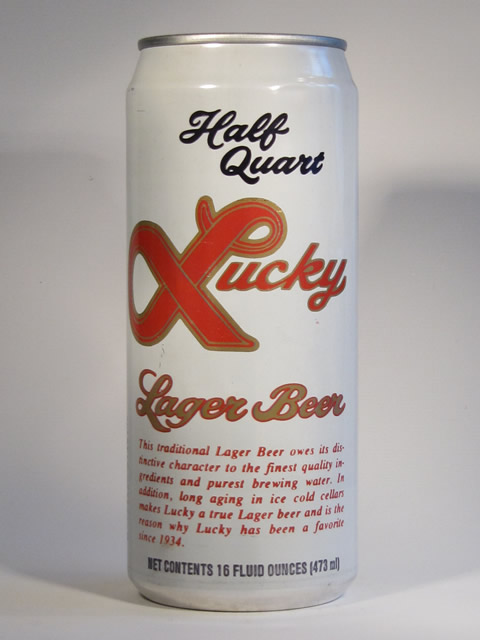 Half
Quart
Lucky
Lager Beer
This traditional Lager Beer owes its dis-
tinctive character to the finest quality in-
gredients and purest brewing water. In
addition, long aging in ice cold cellars
makes Lucky a true Lager beer and is the
reason why Lucky has been a favorite
since 1934.
NET CONTENTS 16 FLUID OUNCES (473 ml)